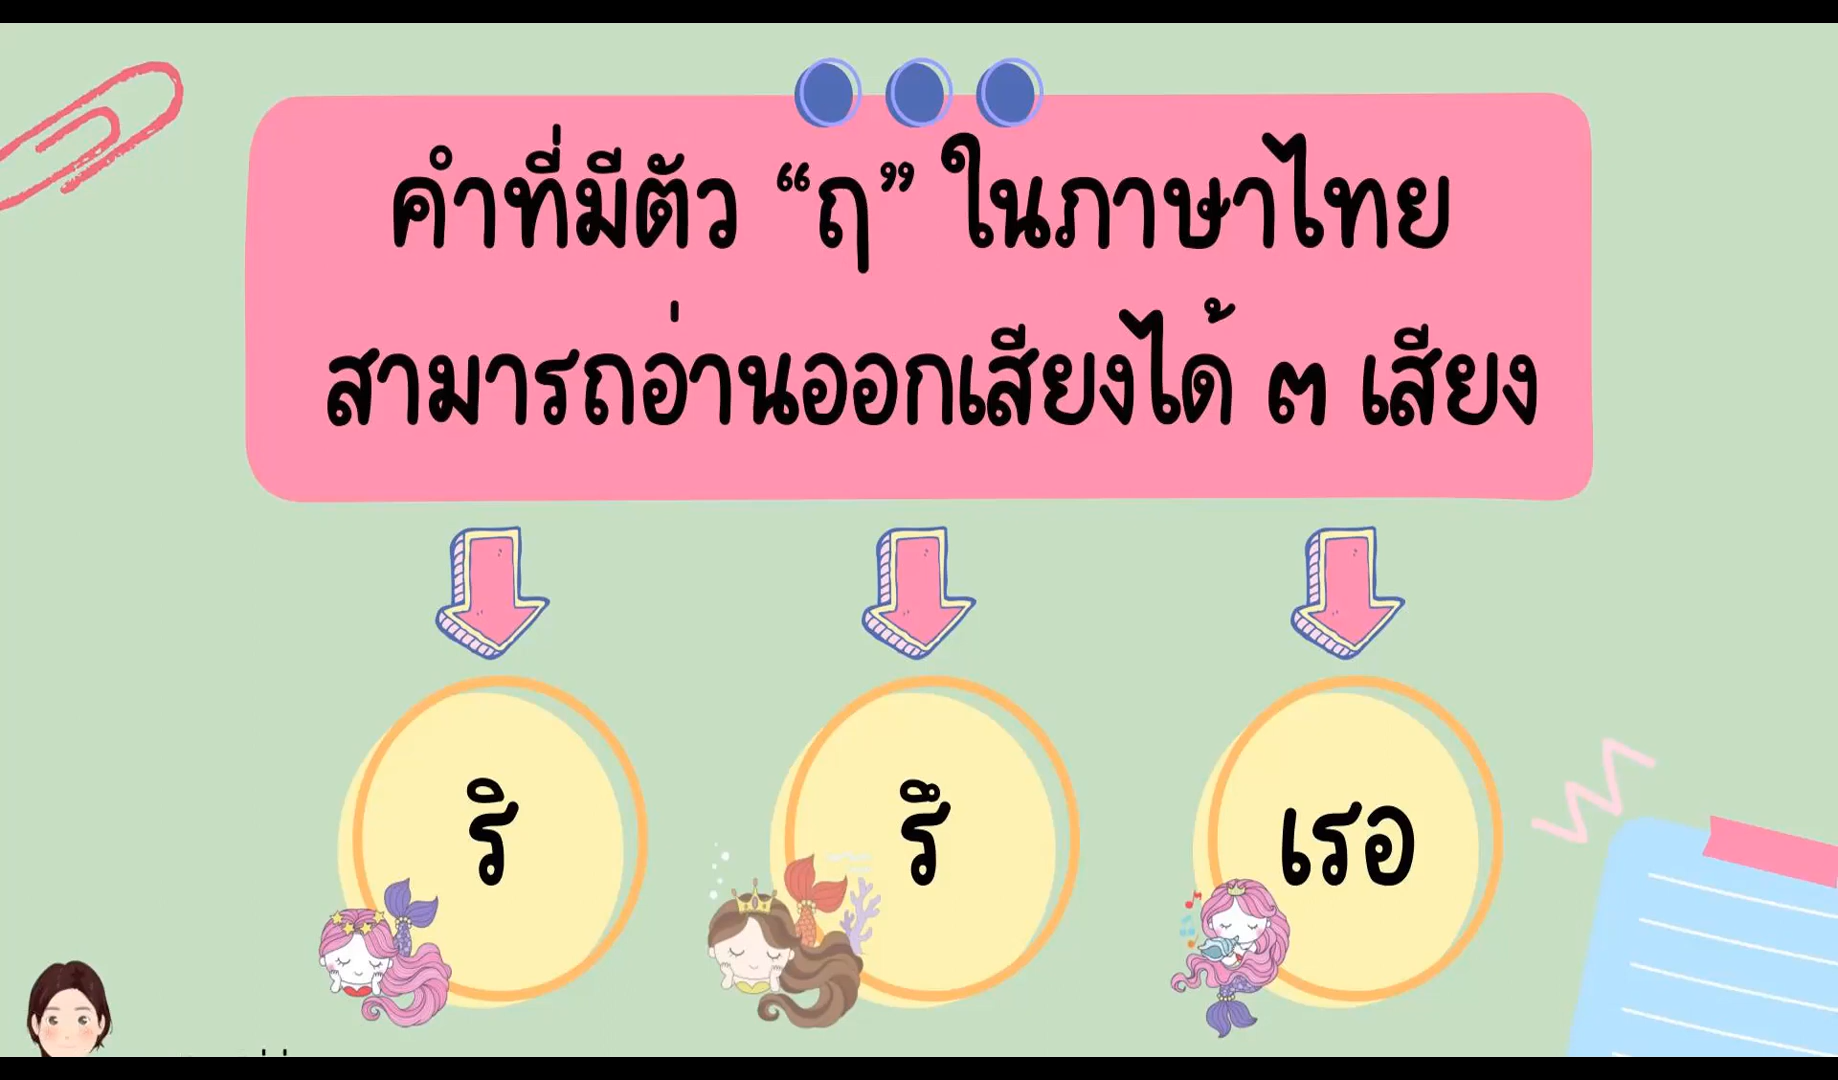 คำที่มีตัว “ฤ” ในภาษาไทย
สามารถอ่านออกเสียงได้ ๓ เสียง
ริ
รึ
เรอ